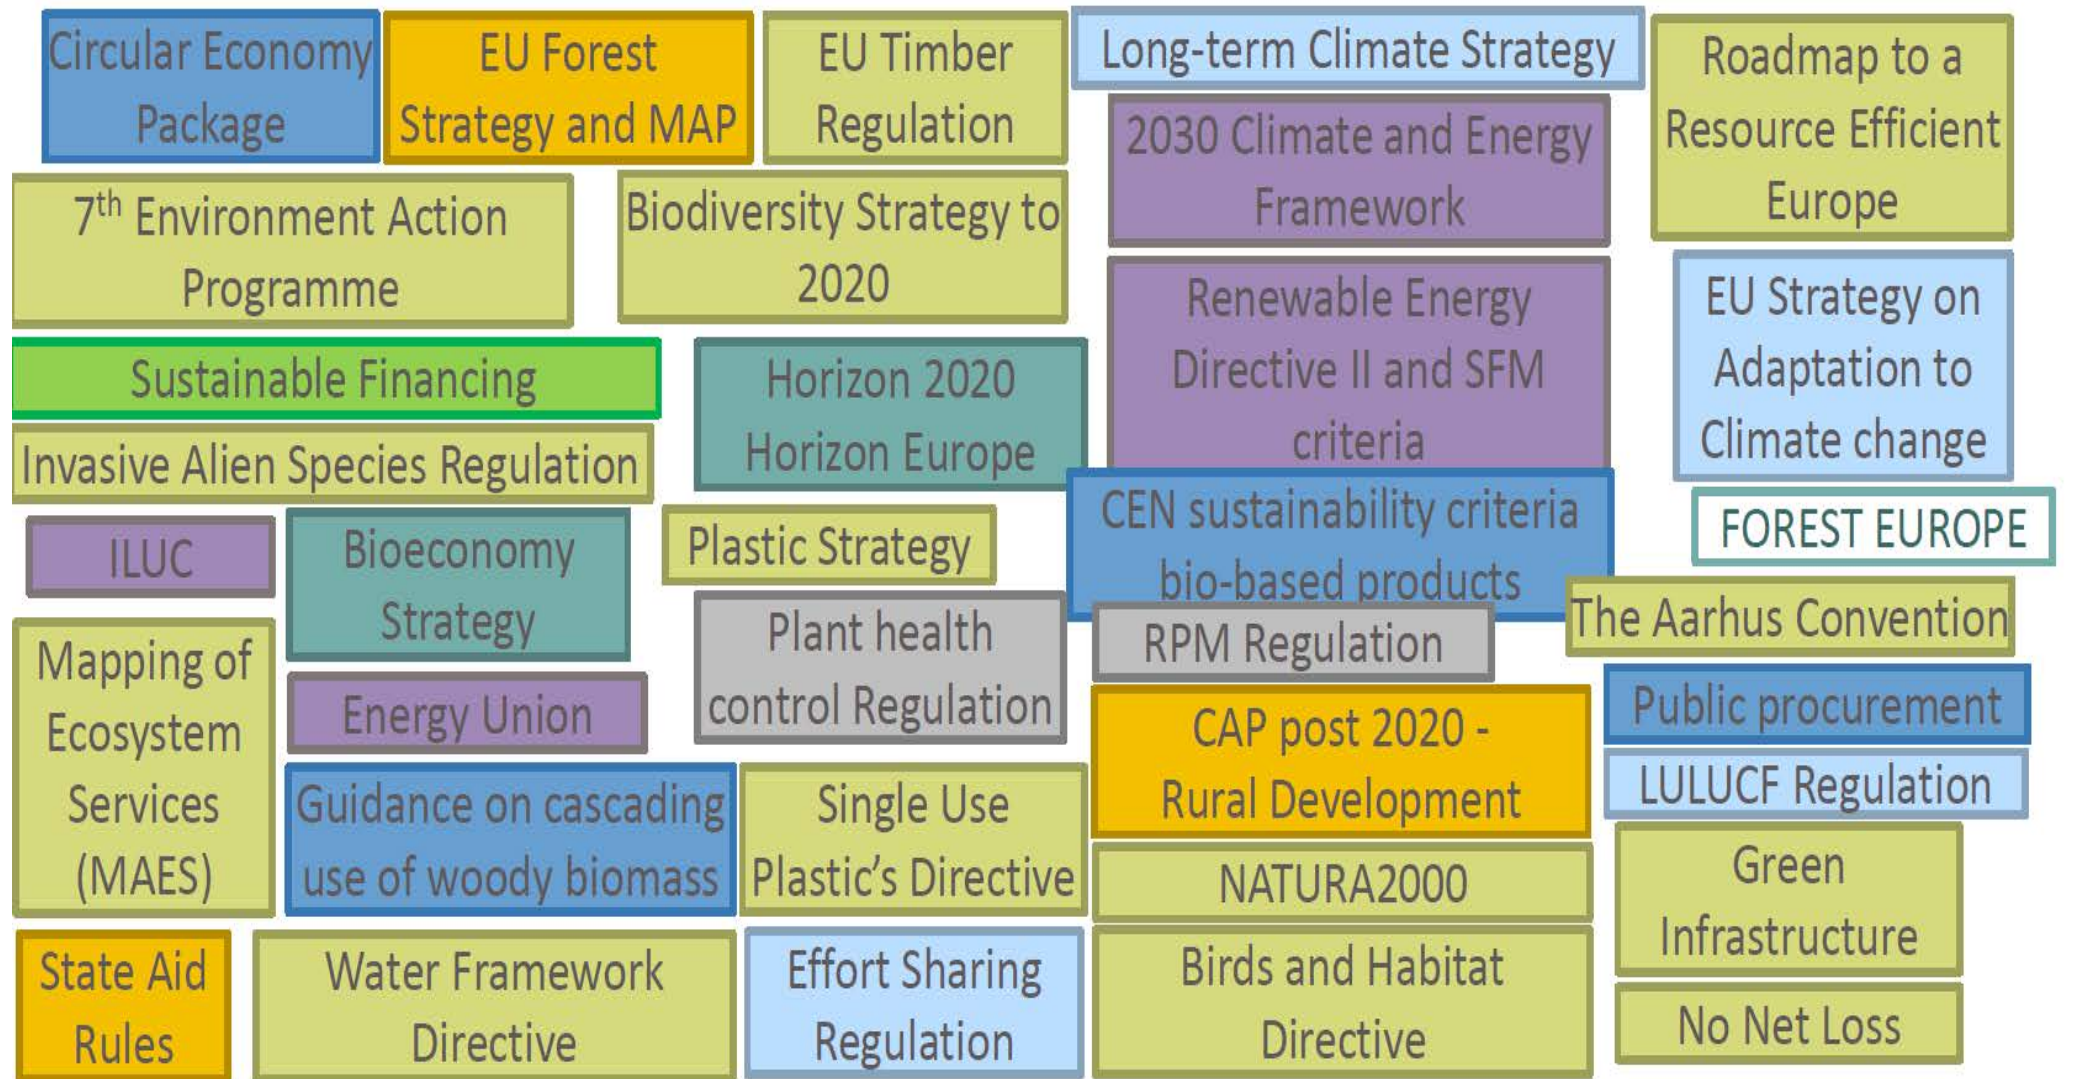 Circular Economy
Package
EU Forest
Strategy and MAP
EU Timber
Regulation
Long-term Climate Strategy
Roadmap to a
Resource Efficient
Europe
2030 Climate and Energy
Framework
7th Environment Action
Programme
Biodiversity Strategy to
2020
Renewable Energy
Directive II and SFM
criteria
EU Strategy on
Adaptation to
Climate change
Sustainable Financing
Horizon 2020
Horizon Europe
Invasive Alien Species Regulation
CEN sustainability criteria
bio-based products
FOREST EUROPE
ILUC
Bioeconomy
Strategy
Plastic Strategy
The Aarhus Convention
Plant health
control Regulation
RPM Regulation
Mapping of
Ecosystem
Services
(MAES)
Energy Union
CAP post 2020 -
Rural Development
Public procurement
LULUCF Regulation
Guidance on cascading
use of woody biomass
Single Use
Plastic's Directive
NATURA2000
Green
Infrastructure
State Aid
Rules
Water Framework
Directive
Effort Sharing
Regulation
Birds and Habitat
Directive
No Net Loss